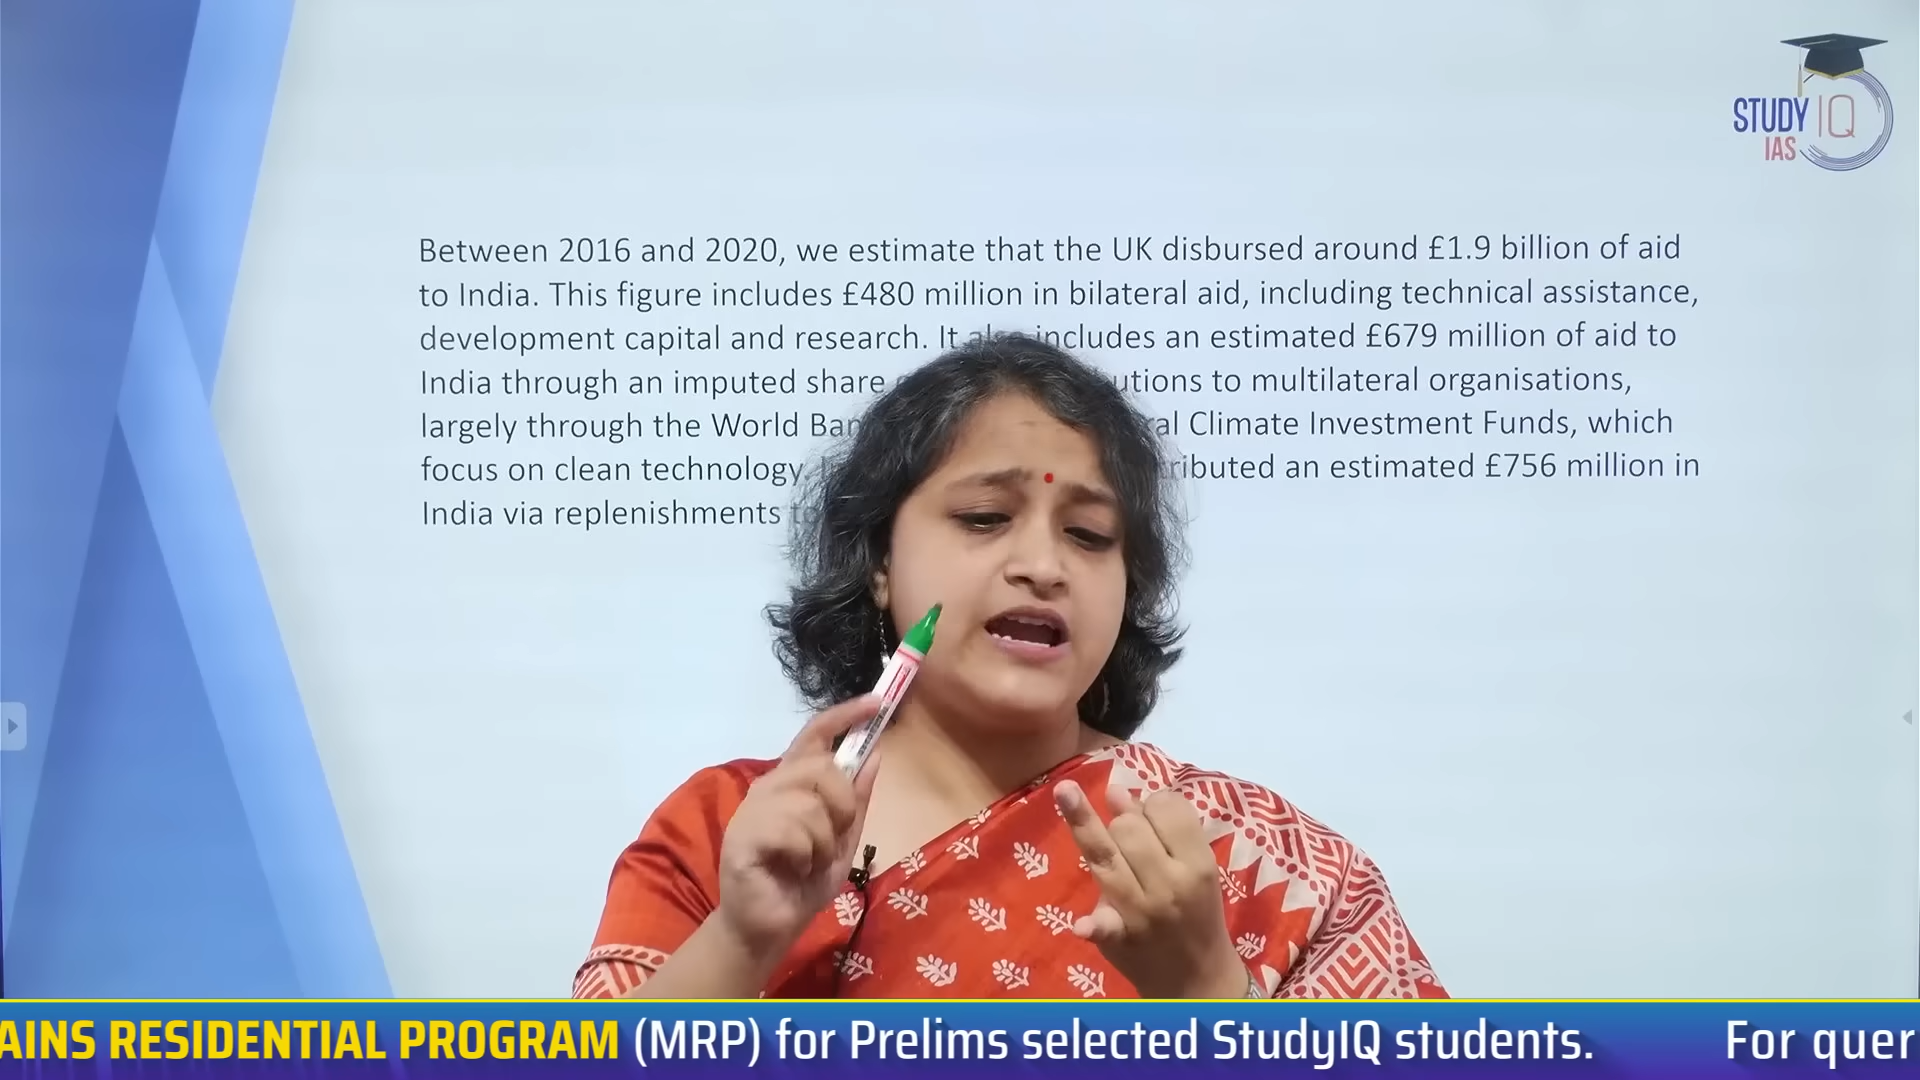 STUDY IQ
IAS
Between 2016 and 2020, we estimate that the UK disbursed around £1.9 billion of aid
to India. This figure includes £480 million in bilateral aid, including technical assistance,
development capital and research. It also includes an estimated £679 million of aid to
India through an imputed share utions to multilateral organisations,
largely through the World Ban al Climate Investment Funds, which
focus on clean technology. tributed an estimated £756 million in
India via replenishments to
AINS RESIDENTIAL PROGRAM (MRP) for Prelims selected StudyIQ students. For quer